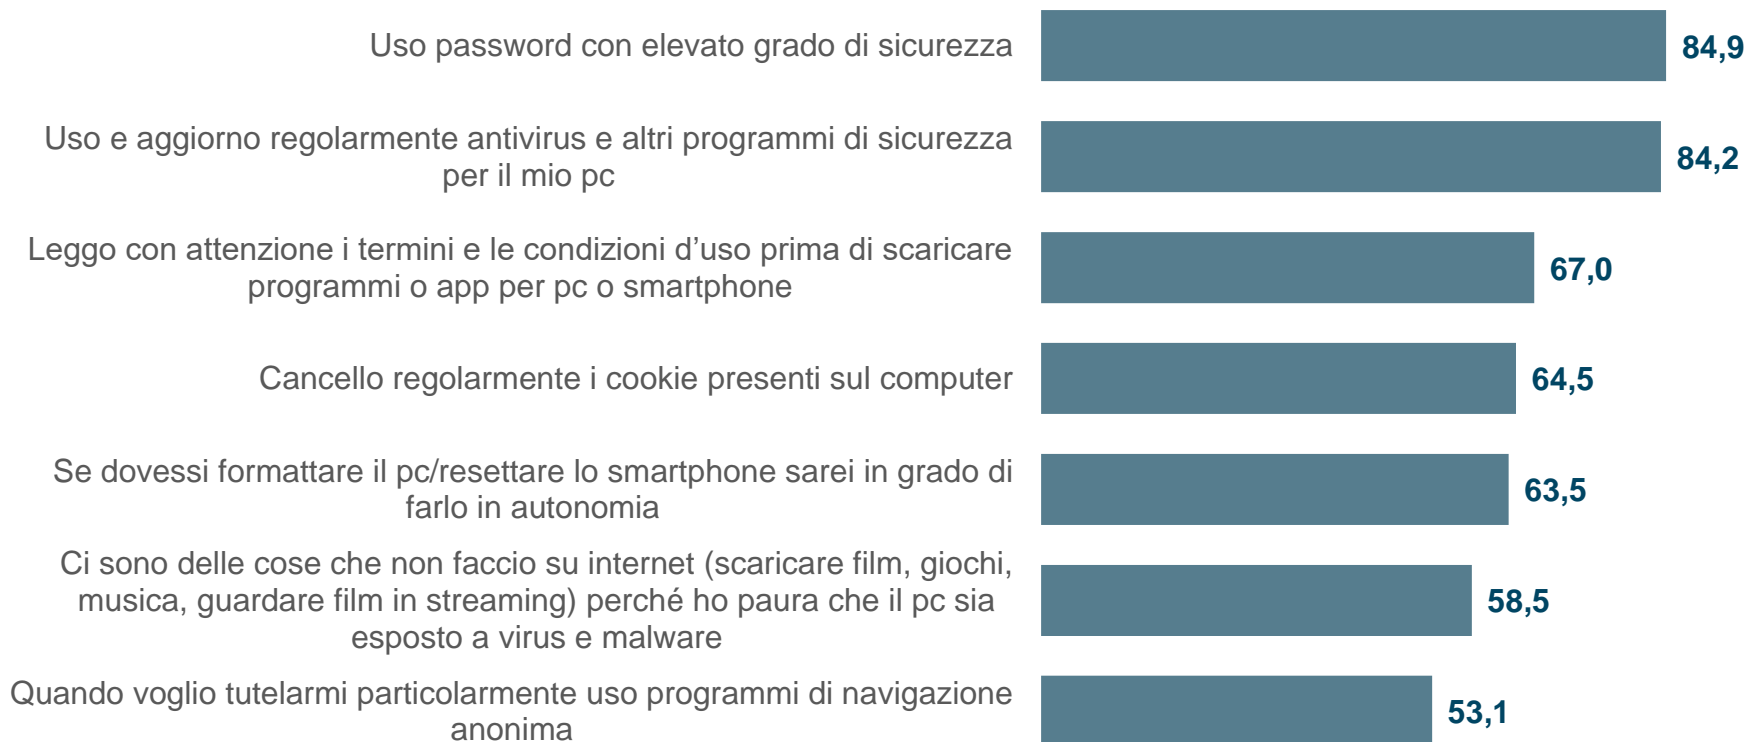 Uso password con elevato grado di sicurezza
84,9
Uso e aggiorno regolarmente antivirus e altri programmi di sicurezza
per il mio pc
84,2
Leggo con attenzione i termini e le condizioni d’uso prima di scaricare
programmi o app per pc o smartphone
67,0
Cancello regolarmente i cookie presenti sul computer
64,5
Se dovessi formattare il pc/resettare lo smartphone sarei in grado di
farlo in autonomia
63,5
Ci sono delle cose che non faccio su internet (scaricare film, giochi,
musica, guardare film in streaming) perché ho paura che il pc sia
esposto a virus e malware
58,5
Quando voglio tutelarmi particolarmente uso programmi di navigazione
anonima
53,1